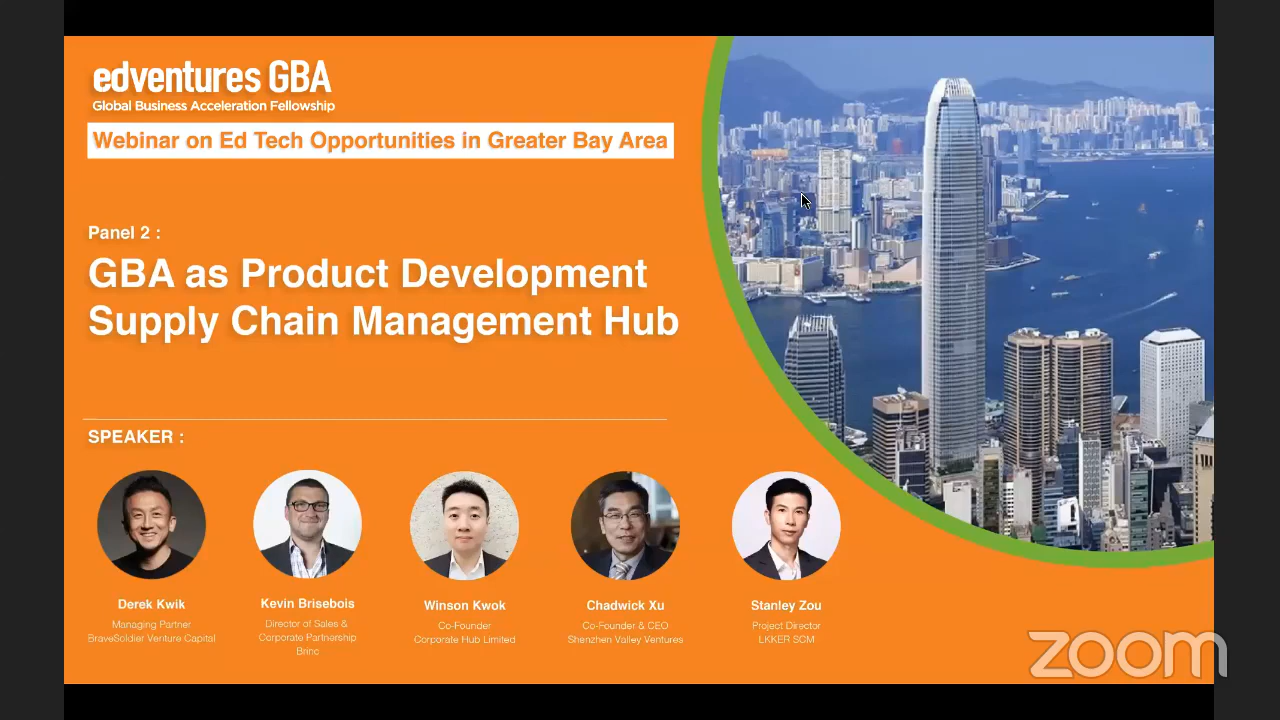 edventures GBA
Global Business Acceleration Fellowship
Webinar on Ed Tech Opportunities in Greater Bay Area
Panel 2 :
GBA as Product Development
Supply Chain Management Hub
SPEAKER :
Derek Kwik
Managing Partner
BraveSoldier Venture Capital
Kevin Brisebois
Director of Sales &
Corporate Partnership
Brinc
Winson Kwok
Co-Founder
Corporate Hub Limited
Chadwick Xu
Co-Founder & CEO
Shenzhen Valley Ventures
Stanley Zou
Project Director
LKKER SCM
zoom